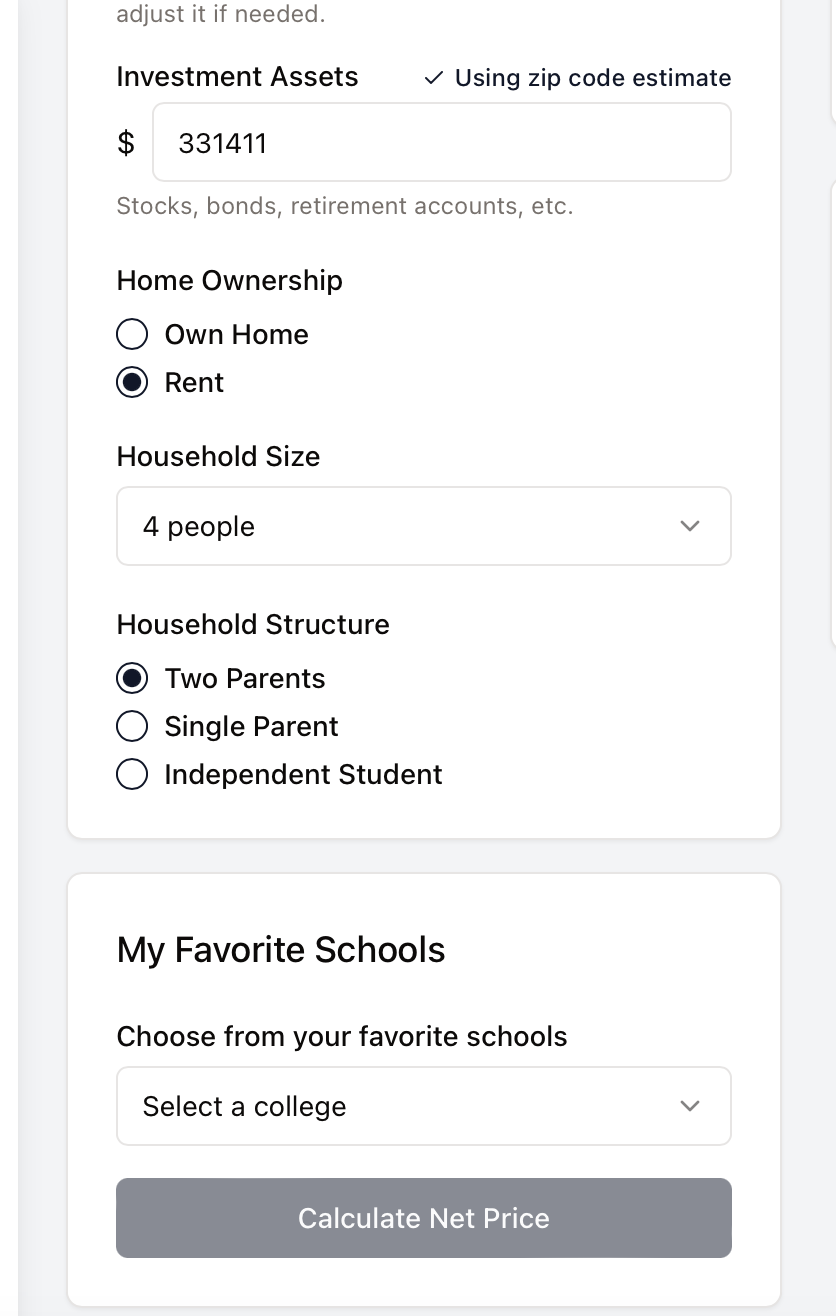 adjust it if needed.
Investment Assets
✓ Using zip code estimate
$ 331411
Stocks, bonds, retirement accounts, etc.
Home Ownership
Own Home
Rent
Household Size
4 people
Household Structure
Two Parents
Single Parent
Independent Student
My Favorite Schools
Choose from your favorite schools
Select a college
Calculate Net Price